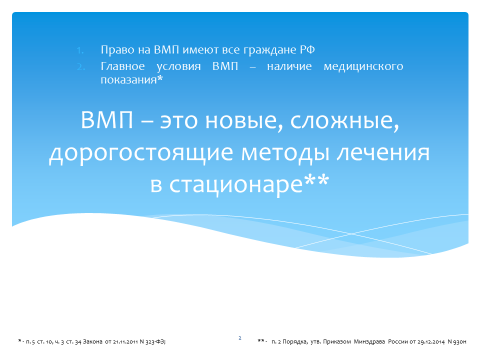 1. Право на ВМП имеют все граждане РФ
2. Главное условия ВМП – наличие медицинского
показания*
ВМП – это новые, сложные,
дорогостоящие методы лечения
в стационаре**
* - п. 5 ст. 10, ч. 3 ст. 34 Закона от 21.11.2011 N 323-ФЗ;
2
** - п. 2 Порядка, утв. Приказом Минздрава России от 29.12.2014 N 930н